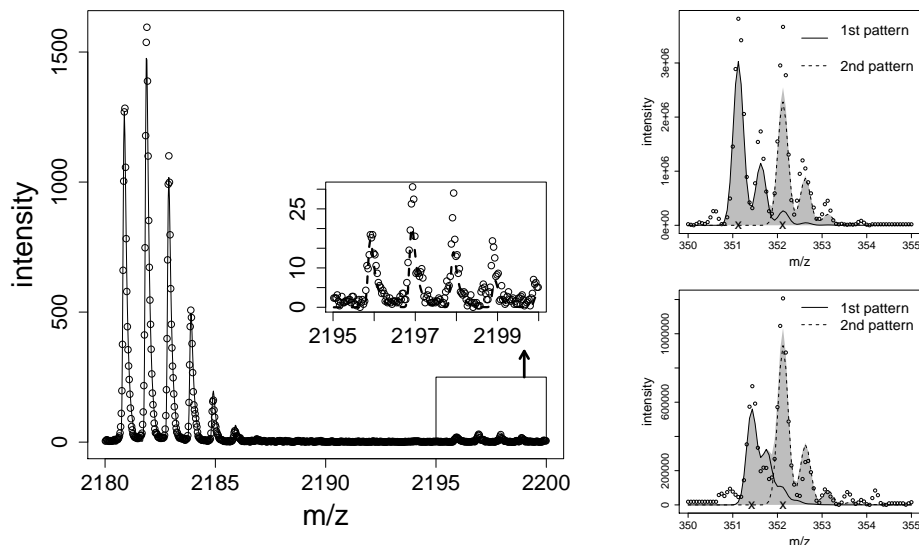 intensity
1500
1000
500
0
2180
2185
2190
2195
2200
m/z
25
10
0
2195
2197
2199
1st pattern
2nd pattern
intensity
3e+06
2e+06
1e+06
0e+00
x
x
350
351
352
353
354
355
m/z
1st pattern
2nd pattern
intensity
1000000
600000
200000
0
x
x
350
351
352
353
354
355
m/z